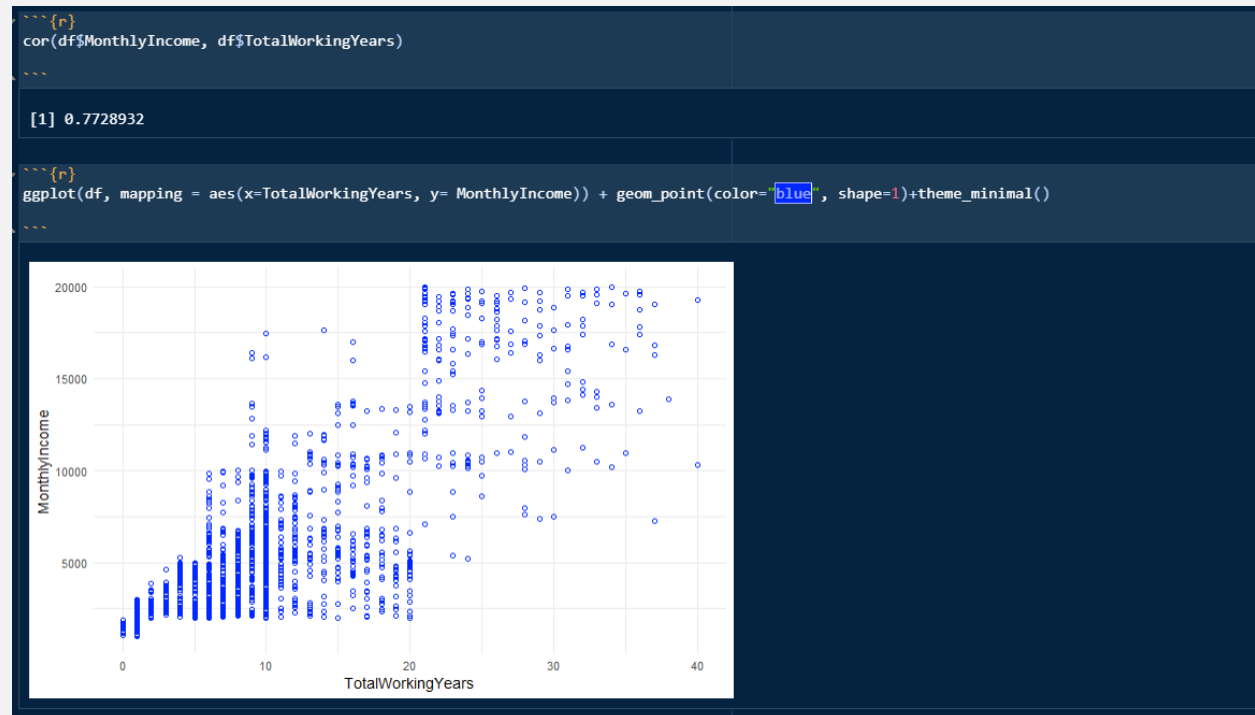 ```{r}
cor(df$MonthlyIncome, df$TotalWorkingYears)
```
[1] 0.7728932
```{r}
ggplot(df, mapping = aes(x=TotalWorkingYears, y= MonthlyIncome)) + geom_point(color="blue", shape=1)+theme_minimal()
```
20000
15000
10000
5000
MonthlyIncome
0 10 20 30 40
TotalWorkingYears